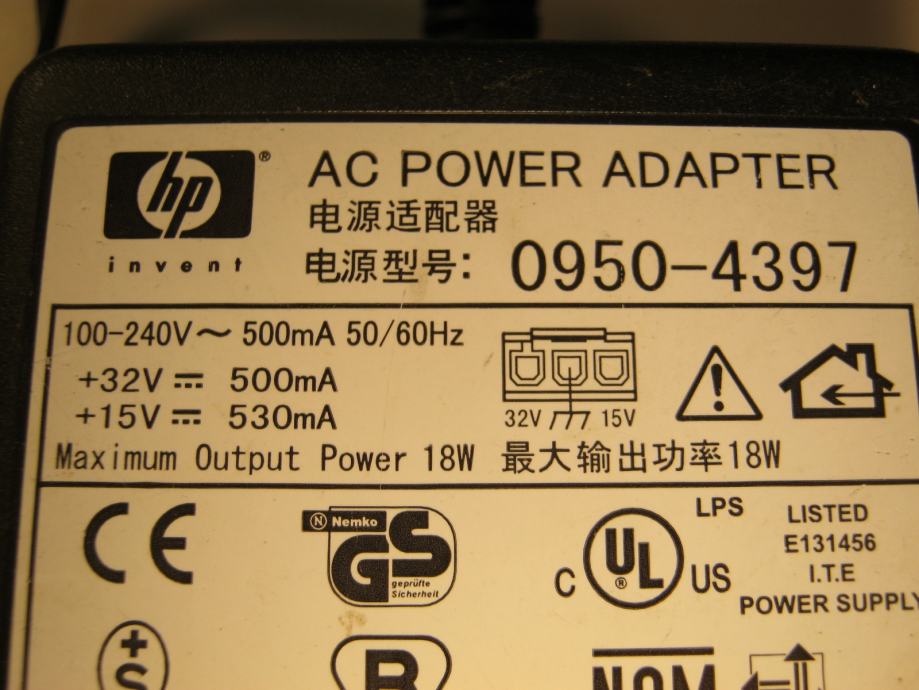 hp ®
invent
AC POWER ADAPTER
电源适配器
电源型号: 0950-4397
100-240V～ 500mA 50/60Hz
+32V ⎓ 500mA
+15V ⎓ 530mA
32V 15V
Maximum Output Power 18W 最大输出功率18W
CE
N Nemko
GS
geprüfte
Sicherheit
C UL ® US
LPS
LISTED
E131456
I.T.E
POWER SUPPLY
+
S
R
NOM